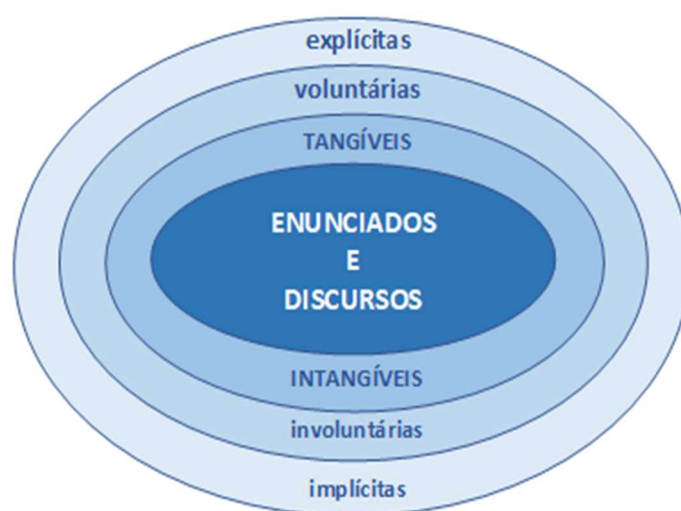 explícitas
voluntárias
TANGÍVEIS
ENUNCIADOS
E
DISCURSOS
INTANGÍVEIS
involuntárias
implícitas